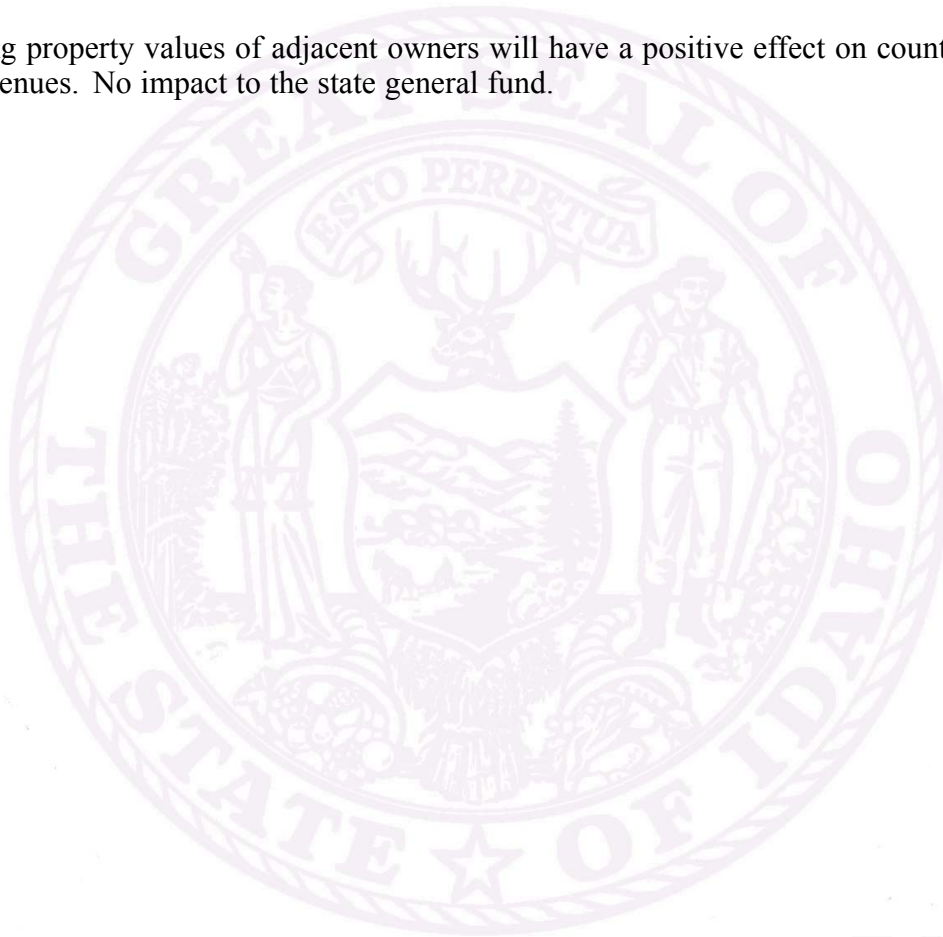 g property values of adjacent owners will have a positive effect on count
enues. No impact to the state general fund.
GREAT SEAL OF
ESTO PERPETUA
THE STATE OF IDAHO